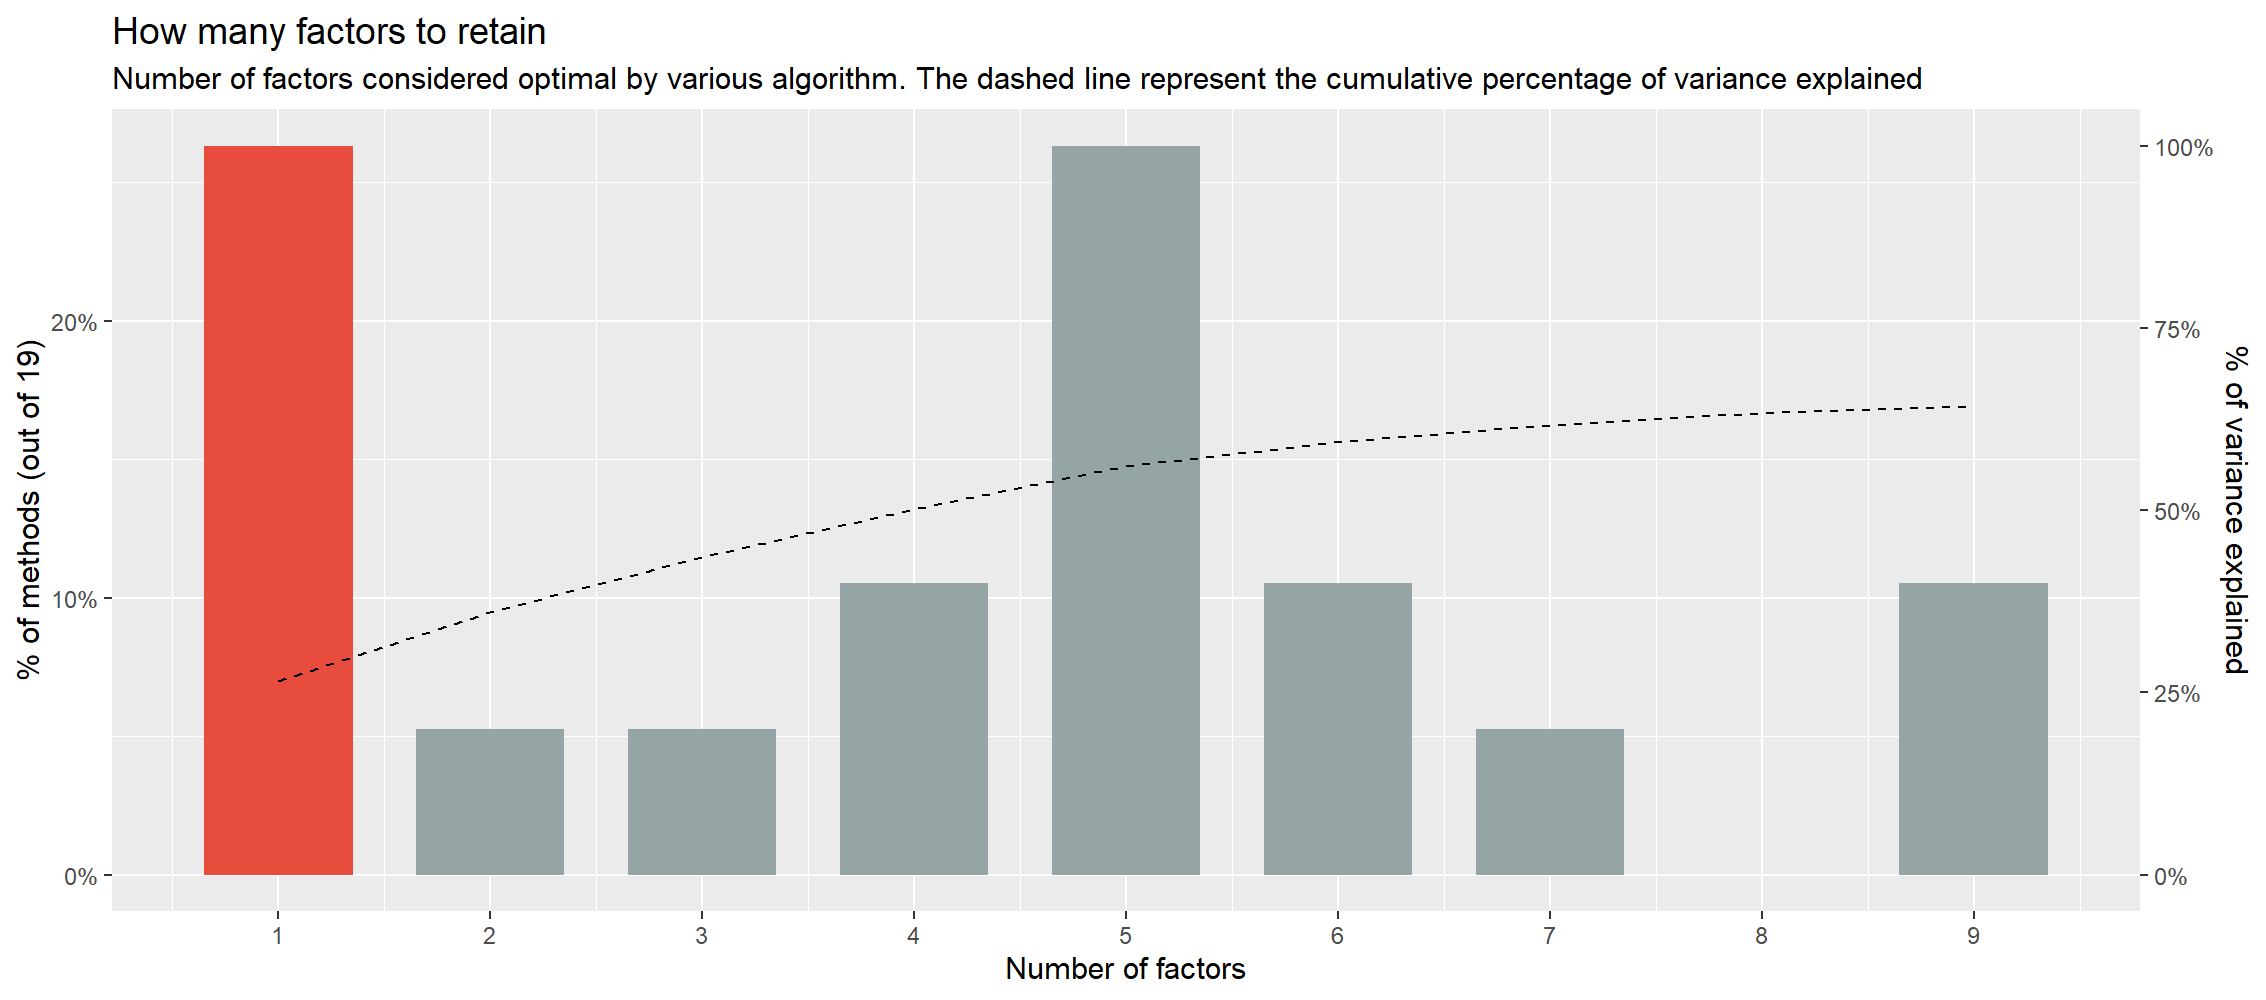 How many factors to retain
Number of factors considered optimal by various algorithm. The dashed line represent the cumulative percentage of variance explained
% of methods (out of 19)
20%
10%
0%
100%
75%
50%
25%
0%
% of variance explained
1 2 3 4 5 6 7 8 9
Number of factors